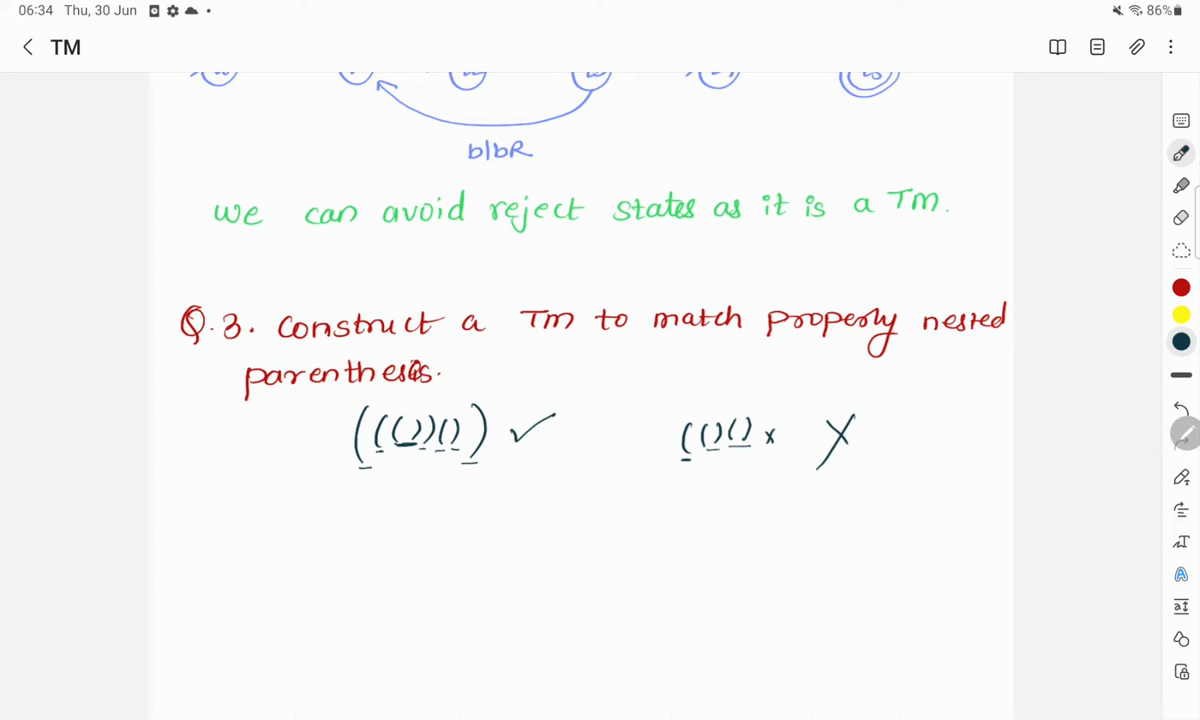 06:34 Thu, 30 Jun 86%
TM
b|bR
we can avoid reject states as it is a TM.
Q.3. construct a TM to match properly nested
parenthesis.
((())()) ✓ (()() x X